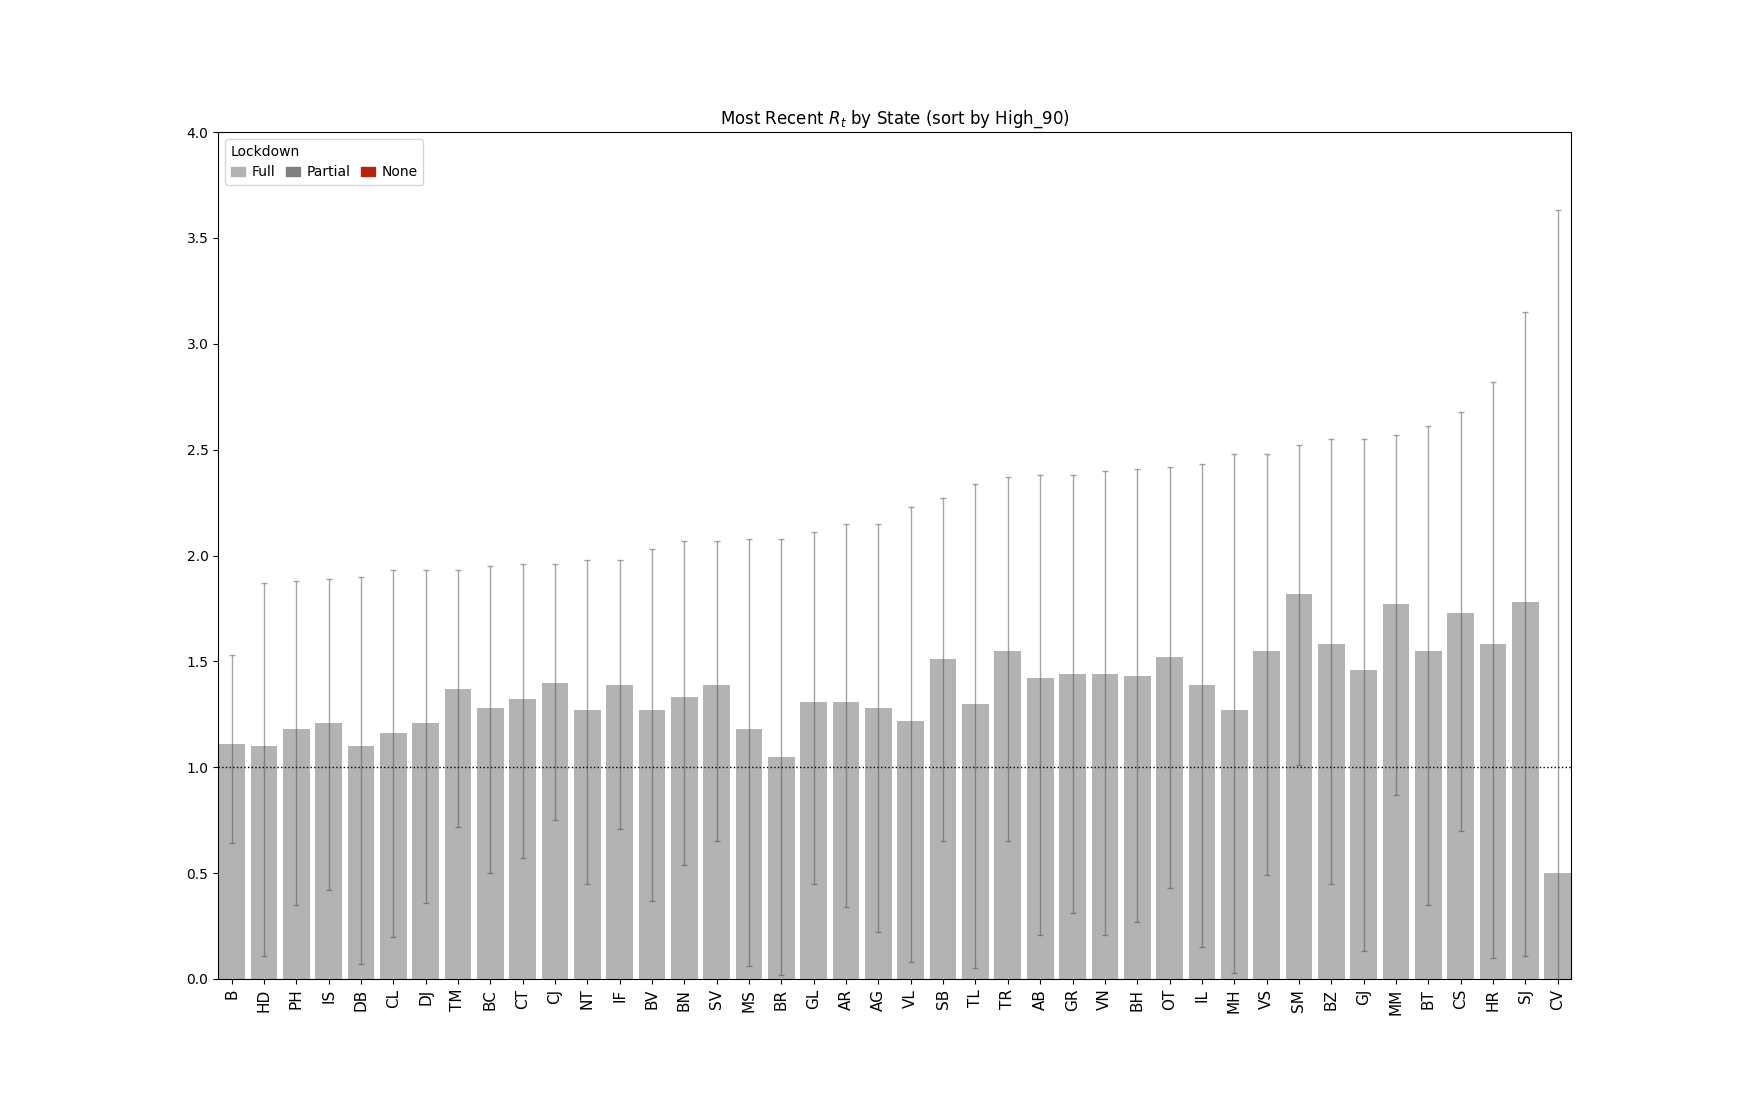 Most Recent R_t by State (sort by High_90)
Lockdown
Full Partial None
4.0
3.5
3.0
2.5
2.0
1.5
1.0
0.5
0.0
B HD PH IS DB CL DJ TM BC CT CJ NT IF BV BN SV MS BR GL AR AG VL SB TL TR AB GR VN BH OT IL MH VS SM BZ GJ MM BT CS HR SJ CV